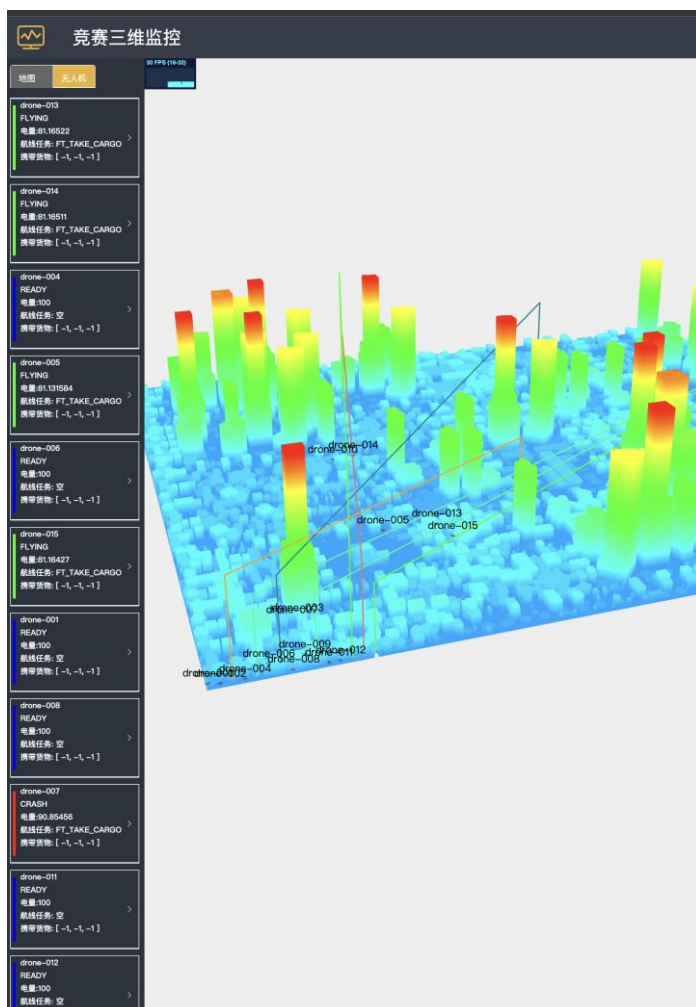 竞赛三维监控
地图
无人机
30 FPS (16-32)
drone-013
FLYING
电量:81.16522
航线任务: FT_TAKE_CARGO
携带货物: [ -1, -1, -1 ]
drone-014
FLYING
电量:81.16511
航线任务: FT_TAKE_CARGO
携带货物: [ -1, -1, -1 ]
drone-004
READY
电量:100
航线任务: 空
携带货物: [ -1, -1, -1 ]
drone-005
FLYING
电量:81.131584
航线任务: FT_TAKE_CARGO
携带货物: [ -1, -1, -1 ]
drone-006
READY
电量:100
航线任务: 空
携带货物: [ -1, -1, -1 ]
drone-015
FLYING
电量:81.16427
航线任务: FT_TAKE_CARGO
携带货物: [ -1, -1, -1 ]
drone-001
READY
电量:100
航线任务: 空
携带货物: [ -1, -1, -1 ]
drone-008
READY
电量:100
航线任务: 空
携带货物: [ -1, -1, -1 ]
drone-007
CRASH
电量:90.85456
航线任务: FT_TAKE_CARGO
携带货物: [ -1, -1, -1 ]
drone-011
READY
电量:100
航线任务: 空
携带货物: [ -1, -1, -1 ]
drone-012
READY
电量:100
航线任务: 空
drone-014
drone-010
drone-013
drone-005
drone-015
drone-003
drone-009
drone-012
drone-006
drone-011
drone-008
drone-004
drone-002